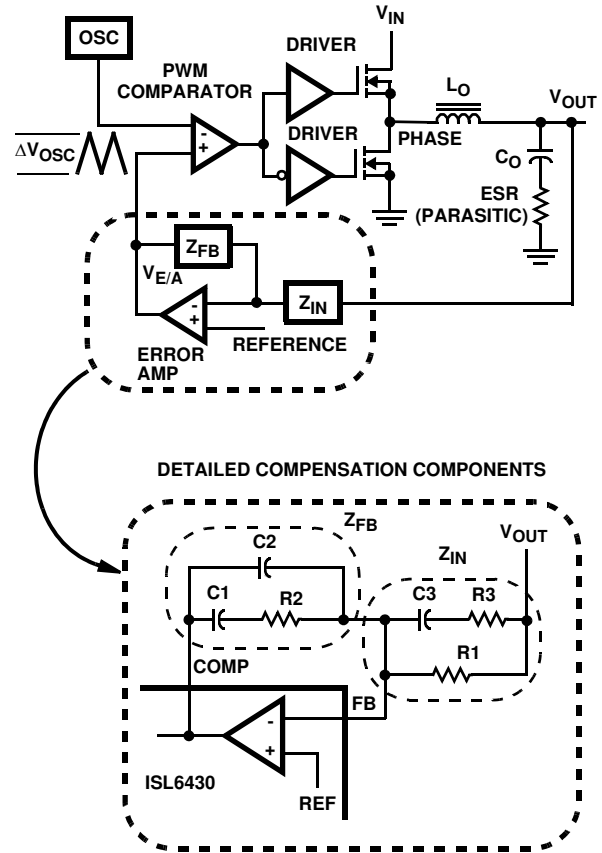 V_IN
OSC
DRIVER
PWM
COMPARATOR
L_O
V_OUT
-
+
DRIVER
PHASE
ΔV_OSC
C_O
ESR
(PARASITIC)
Z_FB
V_E/A
Z_IN
-
+
REFERENCE
ERROR
AMP
DETAILED COMPENSATION COMPONENTS
Z_FB
V_OUT
C2
Z_IN
C1
R2
C3
R3
COMP
R1
FB
-
+
ISL6430
REF